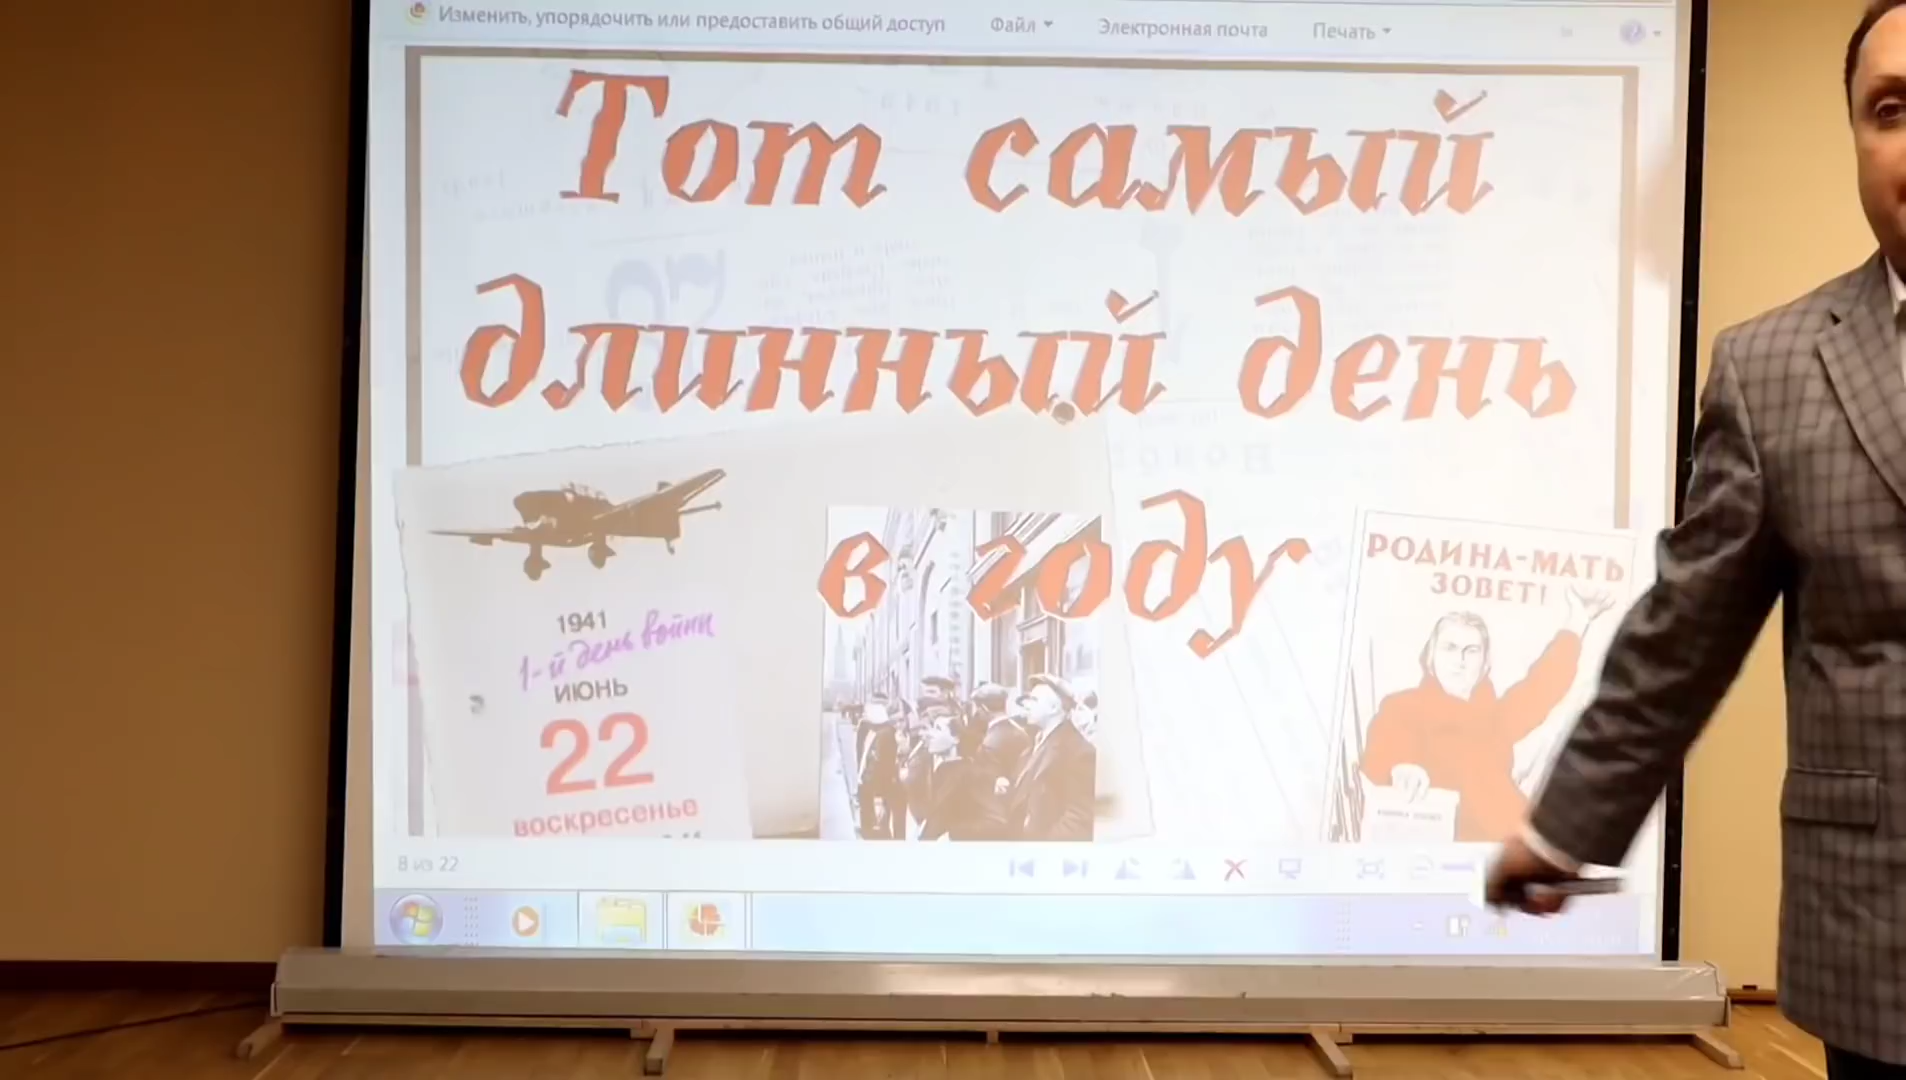 Изменить, упорядочить или предоставить общий доступ Файл Электронная почта Печать
Тот самый
длинный день
в году
1941
1-й день войны
ИЮНЬ
22
воскресенье
РОДИНА-МАТЬ
ЗОВЕТ!
8 из 22